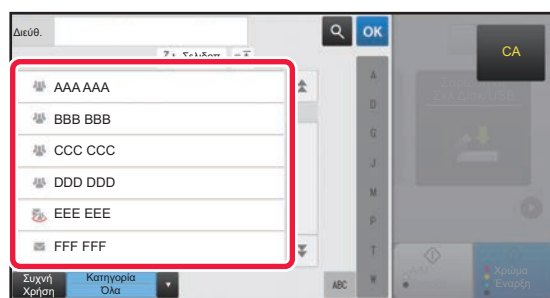 Διεύθ.
OK
CA
AAA AAA
BBB BBB
CCC CCC
DDD DDD
EEE EEE
FFF FFF
A
D
G
J
M
P
T
W
ABC
Συχνή Χρήση
Κατηγορία Όλα
Χρώμα
Έναρξη